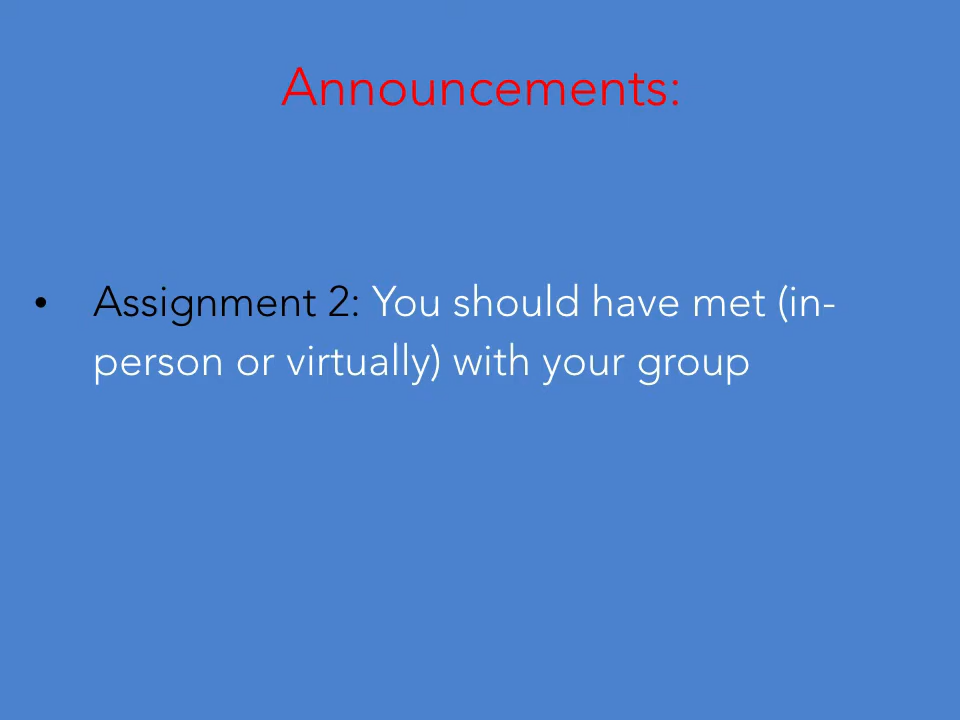 Announcements:
• Assignment 2: You should have met (in-
person or virtually) with your group